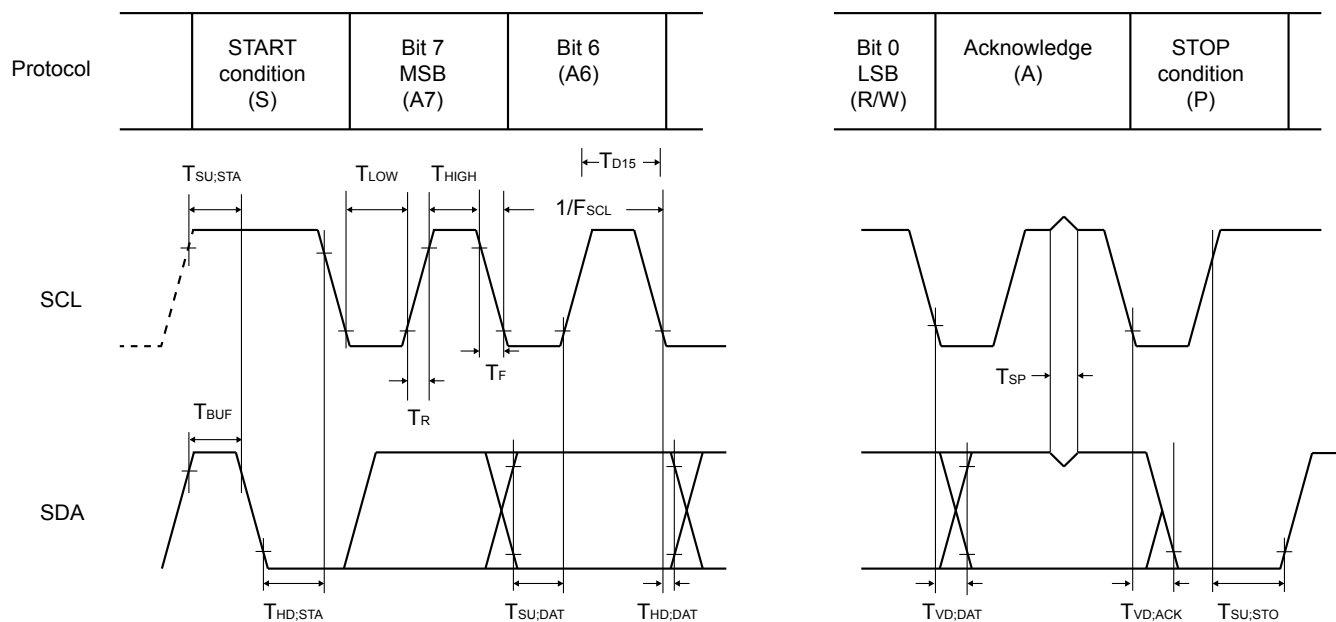 Protocol
START
condition
(S)
Bit 7
MSB
(A7)
Bit 6
(A6)
Bit 0
LSB
(R/W)
Acknowledge
(A)
STOP
condition
(P)
TSU;STA
TLOW
THIGH
TD15
1/FSCL
SCL
TF
TR
TSP
TBUF
SDA
THD;STA
TSU;DAT
THD;DAT
TVD;DAT
TVD;ACK
TSU;STO